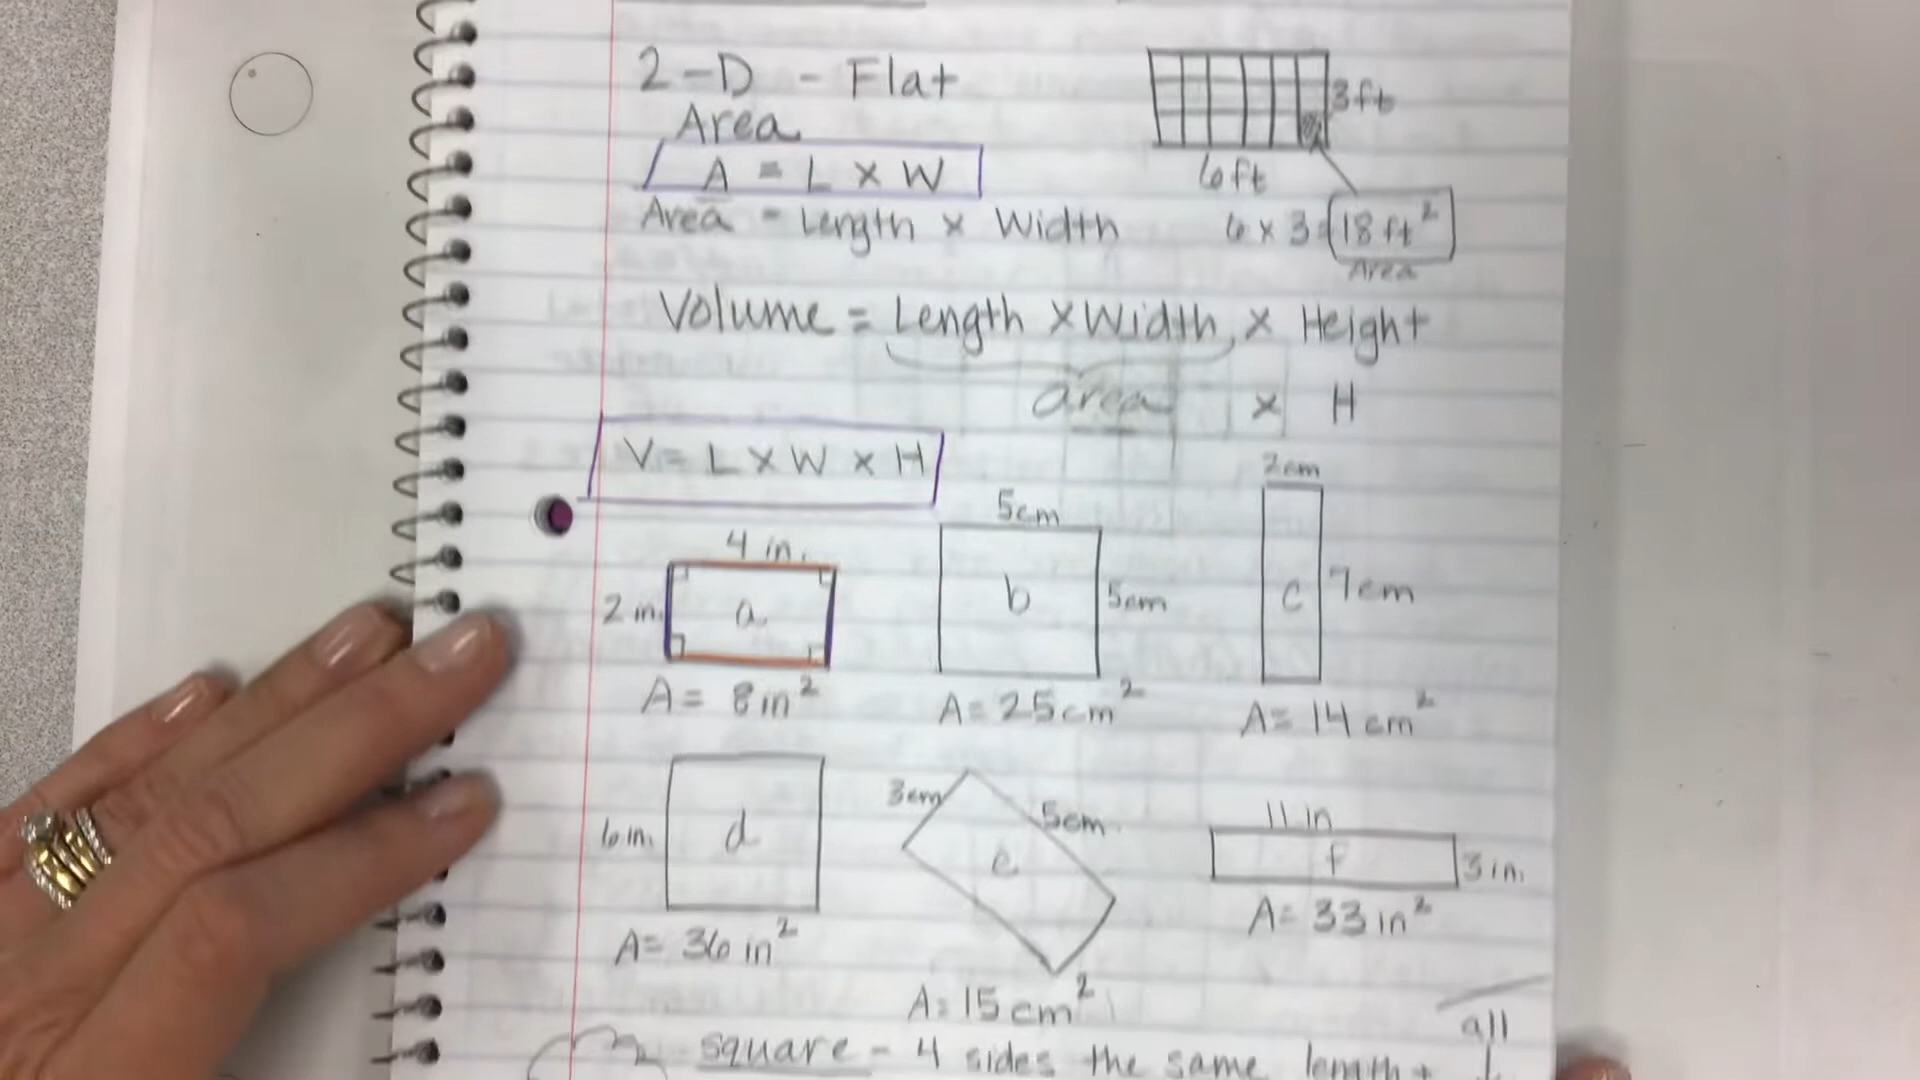 2-D - Flat
Area
A = L x W
Area = Length x Width
3ft
6ft
6 x 3 = 18 ft²
Area
Volume = Length x Width x Height
area x H
V = L x W x H
4 in.
2 in.
a
A = 8 in²
5cm
b
5cm
A = 25 cm²
2cm
c
7cm
A = 14 cm²
6 in.
d
A = 36 in²
3cm
5cm
e
A = 15 cm²
11 in
f
3 in.
A = 33 in²
all
square - 4 sides the same length +